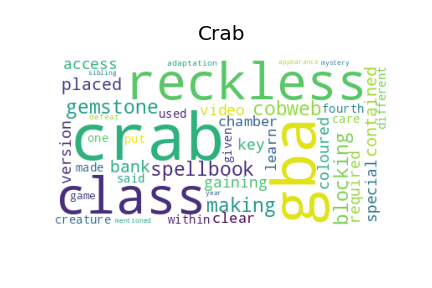 Crab
access
sibling
adaptation
appearance
mystery
placed
reckless
different
gemstone
used
video
cobweb
fourth
contained
version
crab
chamber
care
defeat
one
put
given
key
learn
gba
coloured
blocking
required
special
made
bank
said
spellbook
game
class
gaining
year
making
creature
mentioned
within
clear